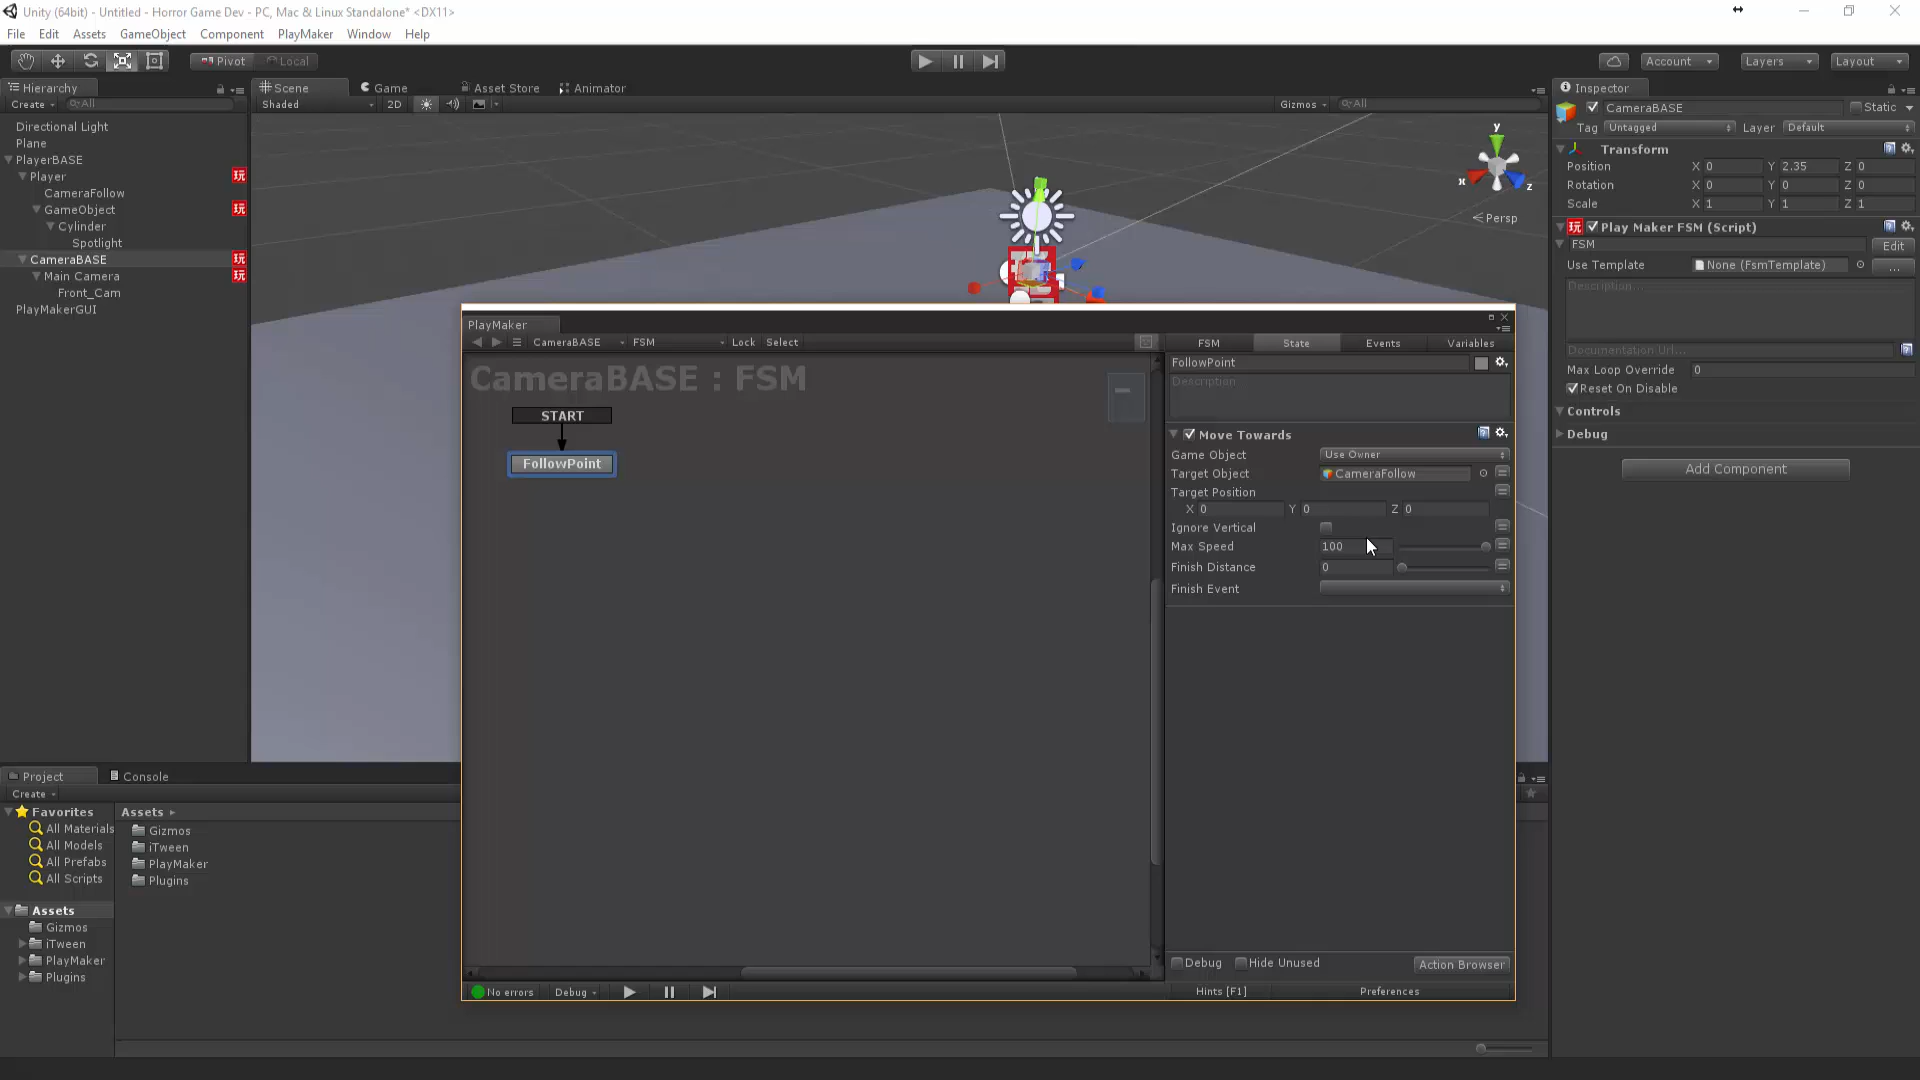 Unity (64bit) - Untitled - Horror Game Dev - PC, Mac & Linux Standalone* <DX11>
File Edit Assets GameObject Component PlayMaker Window Help
Pivot Local
Account Layers Layout
Hierarchy
Create All
Directional Light
Plane
PlayerBASE
Player 玩
CameraFollow
GameObject 玩
Cylinder
Spotlight
CameraBASE 玩
Main Camera 玩
Front_Cam
PlayMakerGUI
Scene Game Asset Store Animator
Shaded 2D Gizmos All
y
x
z
Persp
Inspector
CameraBASE Static
Tag Untagged Layer Default
Transform
Position X 0 Y 2.35 Z 0
Rotation X 0 Y 0 Z 0
Scale X 1 Y 1 Z 1
玩 Play Maker FSM (Script)
FSM Edit
Use Template None (FsmTemplate) ...
Description...
Documentation Url...
Max Loop Override 0
Reset On Disable
Controls
Debug
Add Component
PlayMaker
CameraBASE FSM Lock Select
CameraBASE : FSM
START
FollowPoint
FSM State Events Variables
FollowPoint
Description
Move Towards
Game Object Use Owner
Target Object CameraFollow
Target Position
X 0 Y 0 Z 0
Ignore Vertical
Max Speed 100
Finish Distance 0
Finish Event
Debug Hide Unused Action Browser
No errors Debug Hints [F1] Preferences
Project Console
Create
Favorites
All Materials
All Models
All Prefabs
All Scripts
Assets
Gizmos
iTween
PlayMaker
Plugins
Assets
Gizmos
iTween
PlayMaker
Plugins